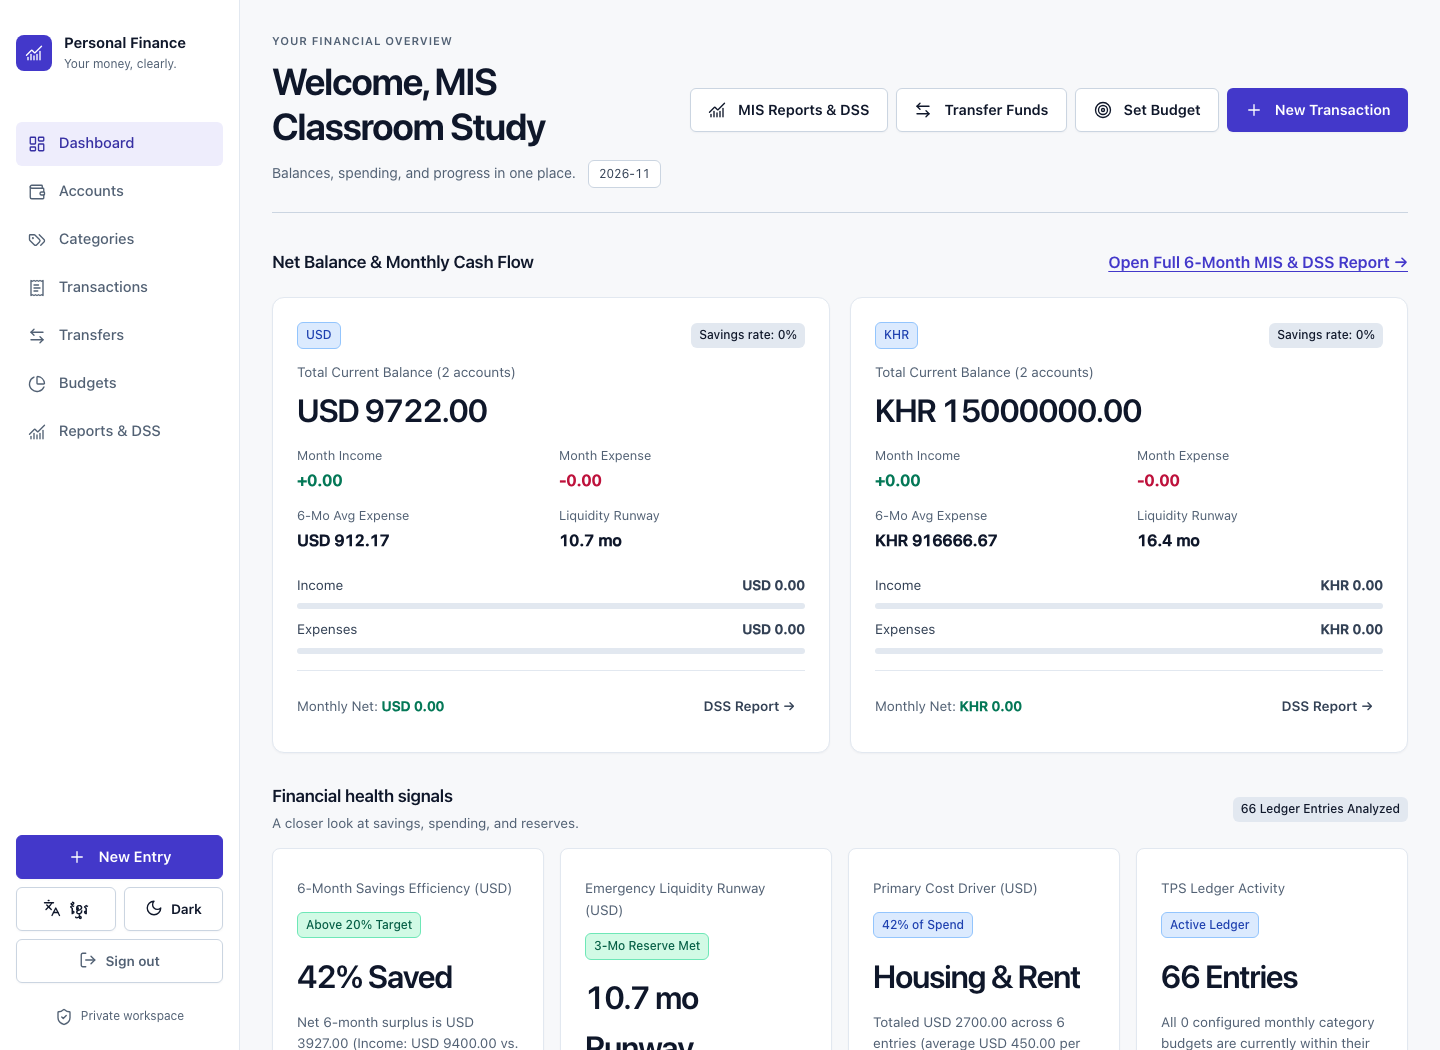 Personal Finance
Your money, clearly.
Dashboard
Accounts
Categories
Transactions
Transfers
Budgets
Reports & DSS
New Entry
ខ្មែរ
Dark
Sign out
Private workspace
YOUR FINANCIAL OVERVIEW
Welcome, MIS
Classroom Study
Balances, spending, and progress in one place.
2026-11
MIS Reports & DSS
Transfer Funds
Set Budget
New Transaction
Net Balance & Monthly Cash Flow
Open Full 6-Month MIS & DSS Report →
USD
Savings rate: 0%
Total Current Balance (2 accounts)
USD 9722.00
Month Income
Month Expense
+0.00
-0.00
6-Mo Avg Expense
Liquidity Runway
USD 912.17
10.7 mo
Income
USD 0.00
Expenses
USD 0.00
Monthly Net: USD 0.00
DSS Report →
KHR
Savings rate: 0%
Total Current Balance (2 accounts)
KHR 15000000.00
Month Income
Month Expense
+0.00
-0.00
6-Mo Avg Expense
Liquidity Runway
KHR 916666.67
16.4 mo
Income
KHR 0.00
Expenses
KHR 0.00
Monthly Net: KHR 0.00
DSS Report →
Financial health signals
A closer look at savings, spending, and reserves.
66 Ledger Entries Analyzed
6-Month Savings Efficiency (USD)
Above 20% Target
42% Saved
Net 6-month surplus is USD
3927.00 (Income: USD 9400.00 vs.
Emergency Liquidity Runway
(USD)
3-Mo Reserve Met
10.7 mo
Runway
Primary Cost Driver (USD)
42% of Spend
Housing & Rent
Totaled USD 2700.00 across 6
entries (average USD 450.00 per
TPS Ledger Activity
Active Ledger
66 Entries
All 0 configured monthly category
budgets are currently within their